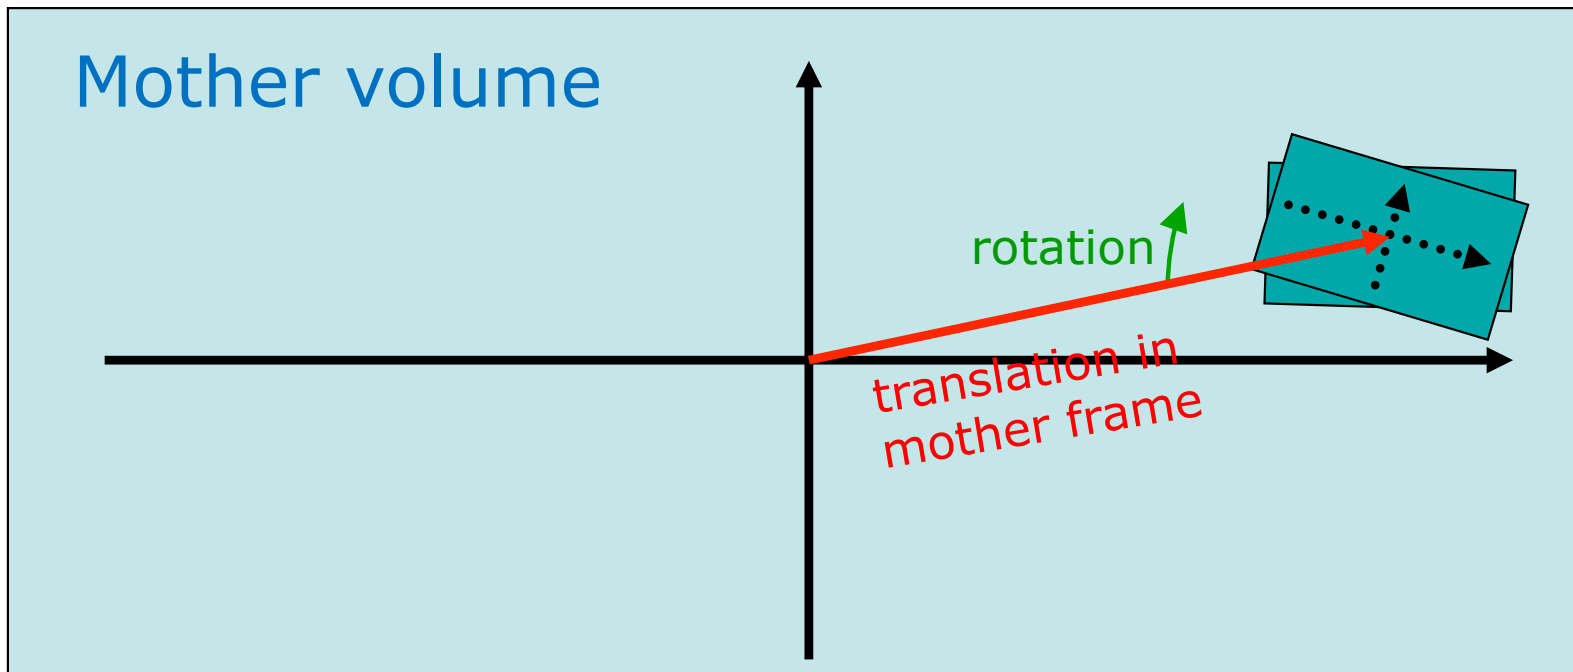 Mother volume
rotation
translation in
mother frame